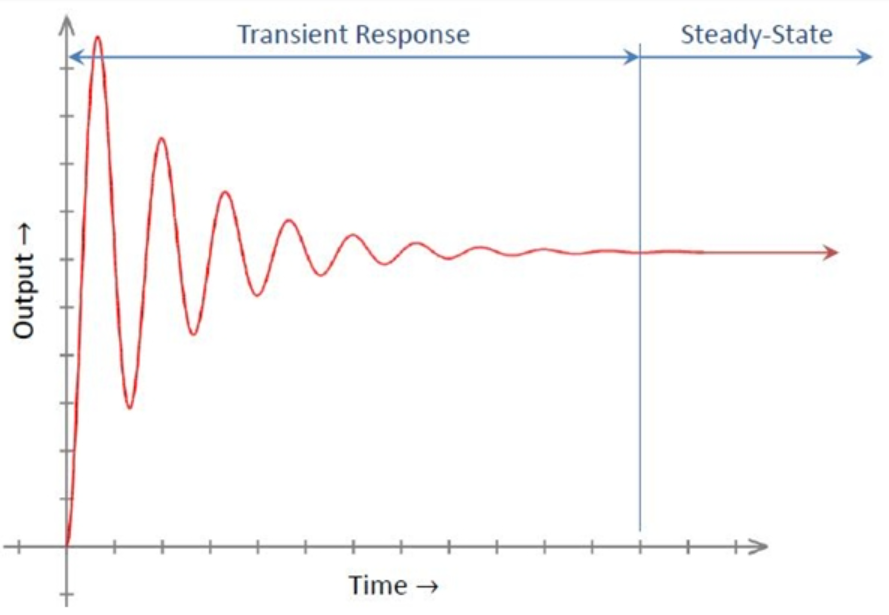 Transient Response
Steady-State
Output →
Time →